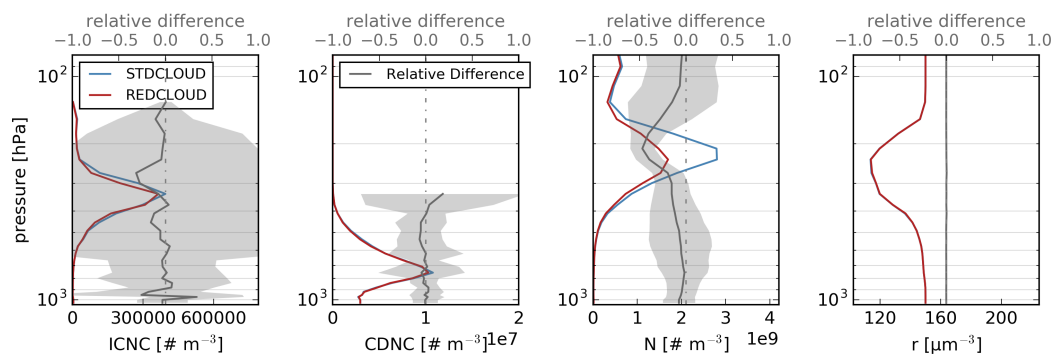 relative difference relative difference relative difference relative difference
−1.0 −0.5 0.0 0.5 1.0 −1.0 −0.5 0.0 0.5 1.0 −1.0 −0.5 0.0 0.5 1.0 −1.0 −0.5 0.0 0.5 1.0
10² 10² 10² 10²
STDCLOUD
REDCLOUD
Relative Difference
pressure [hPa]
10³ 10³ 10³ 10³
0 300000 600000 0 1 2 0 1 2 3 4 120 160 200
1e7 1e9
ICNC [# m⁻³] CDNC [# m⁻³] N [# m⁻³] r [μm⁻³]